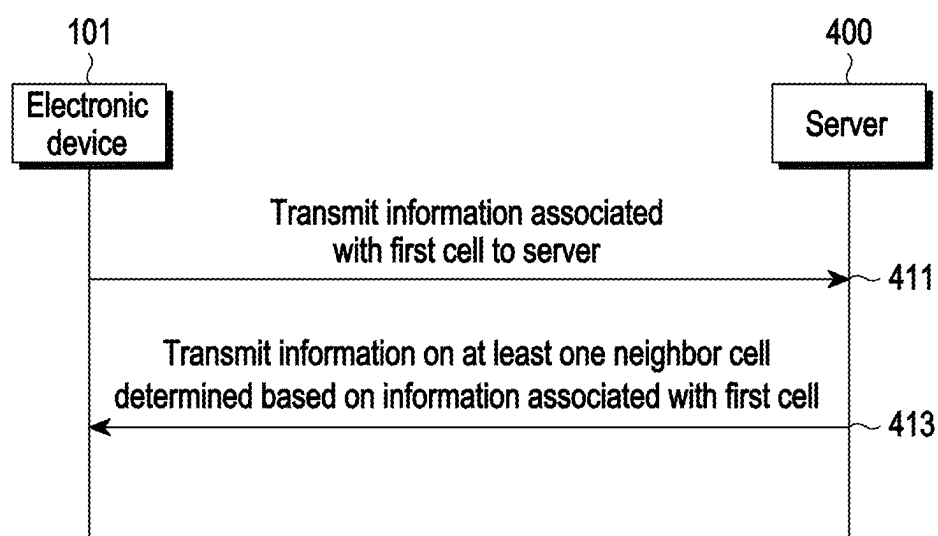 101
400
Electronic
device
Server
Transmit information associated
with first cell to server
411
Transmit information on at least one neighbor cell
determined based on information associated with first cell
413